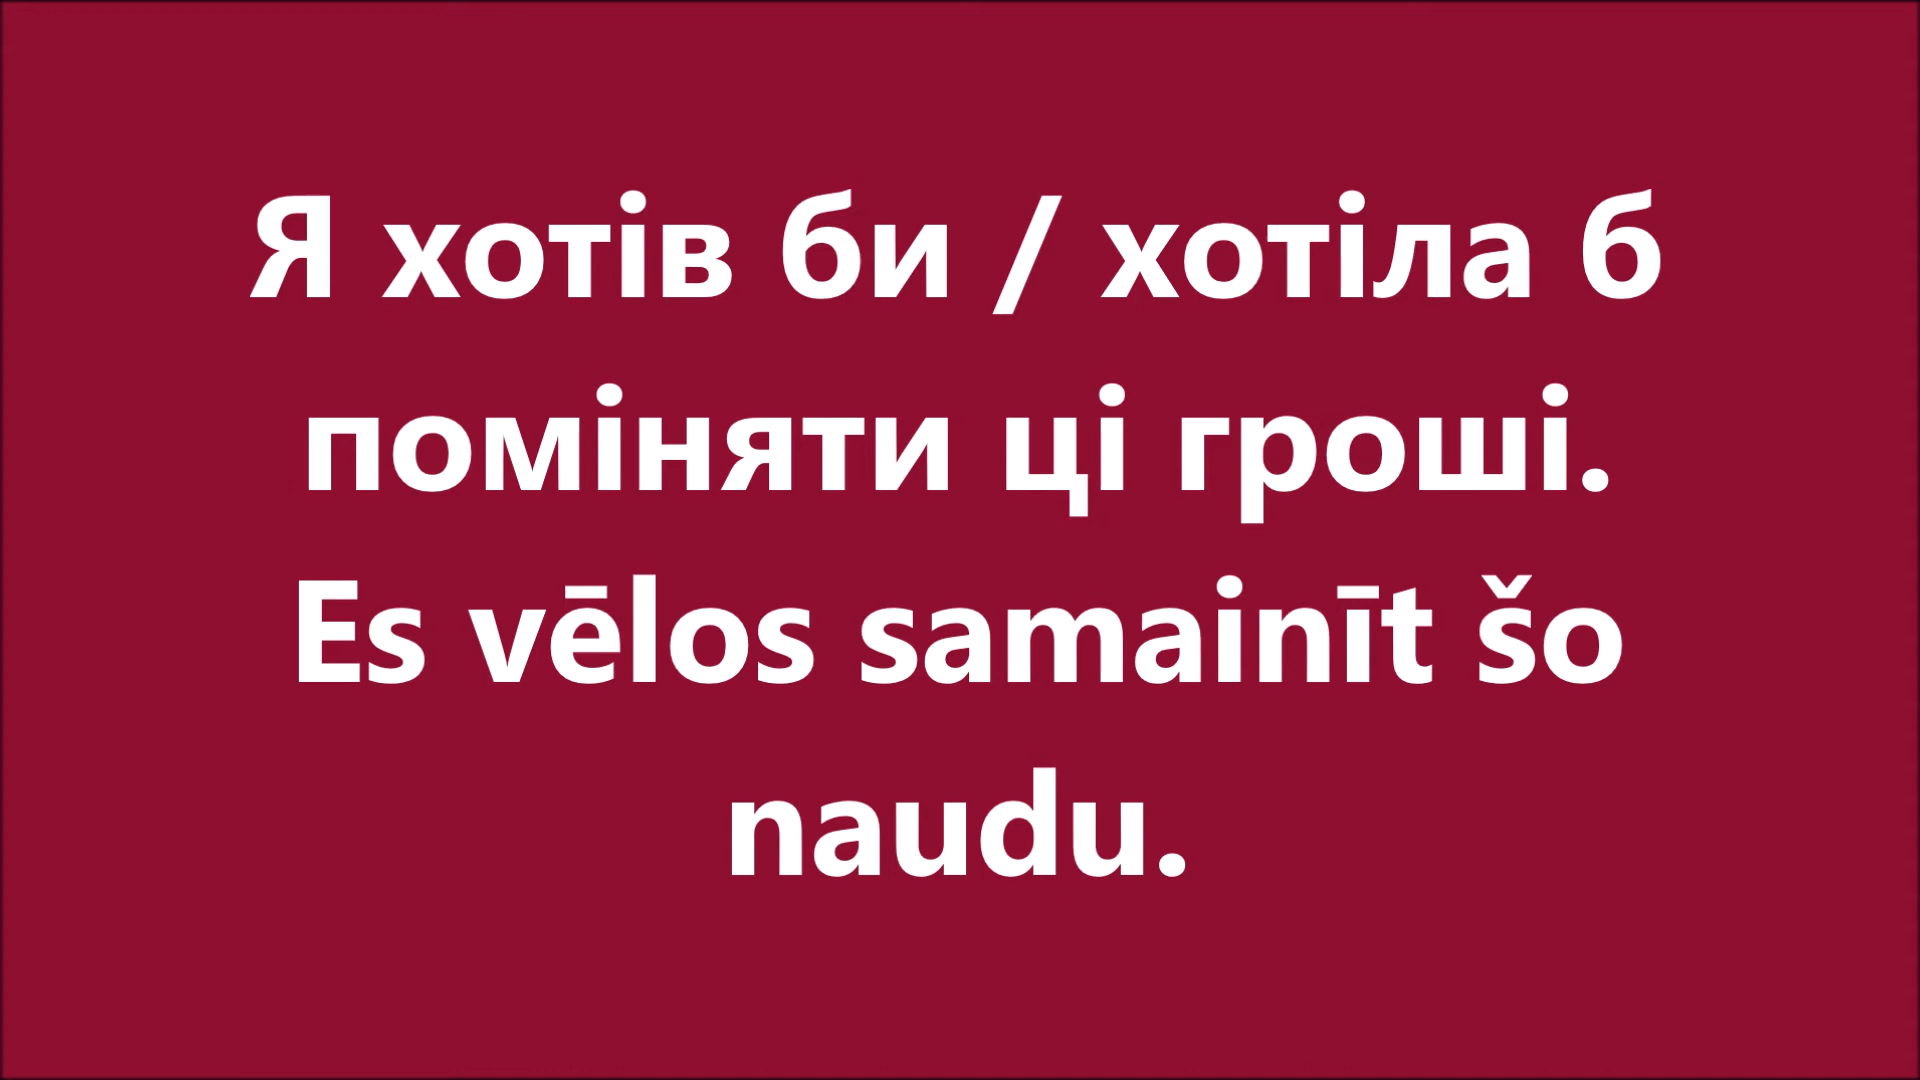 Я хотів би / хотіла б
поміняти ці гроші.
Es vēlos samainīt šo
naudu.